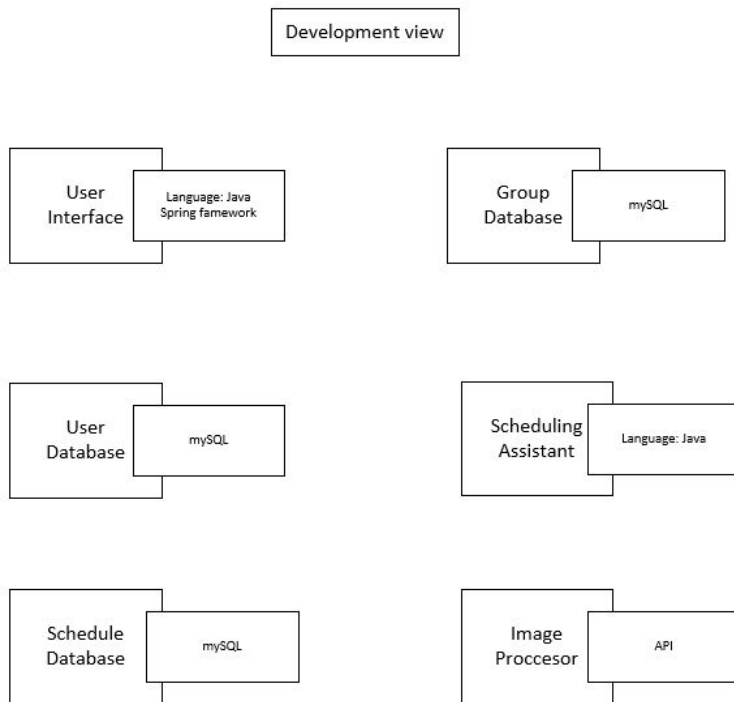 Development view
User
Interface
Language: Java
Spring famework
Group
Database
mySQL
User
Database
mySQL
Scheduling
Assistant
Language: Java
Schedule
Database
mySQL
Image
Proccesor
API